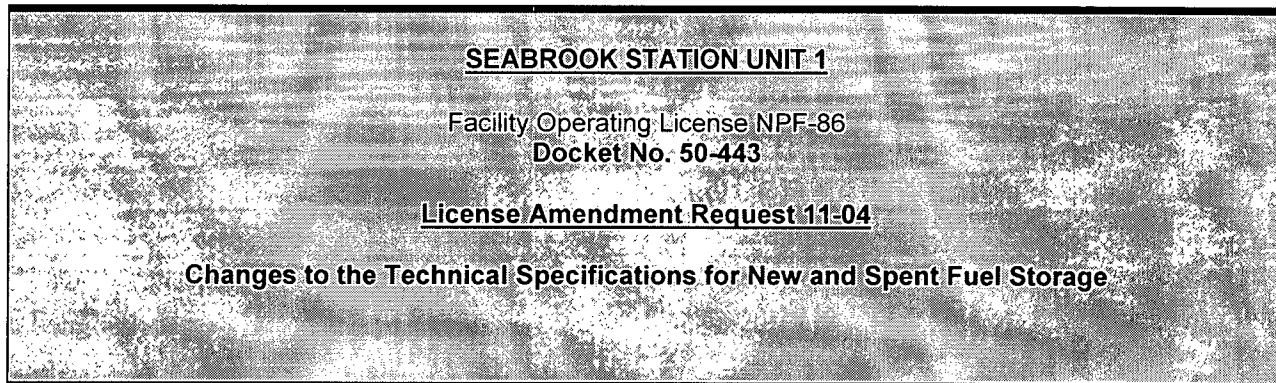 SEABROOK STATION UNIT 1
Facility Operating License NPF-86
Docket No. 50-443
License Amendment Request 11-04
Changes to the Technical Specifications for New and Spent Fuel Storage